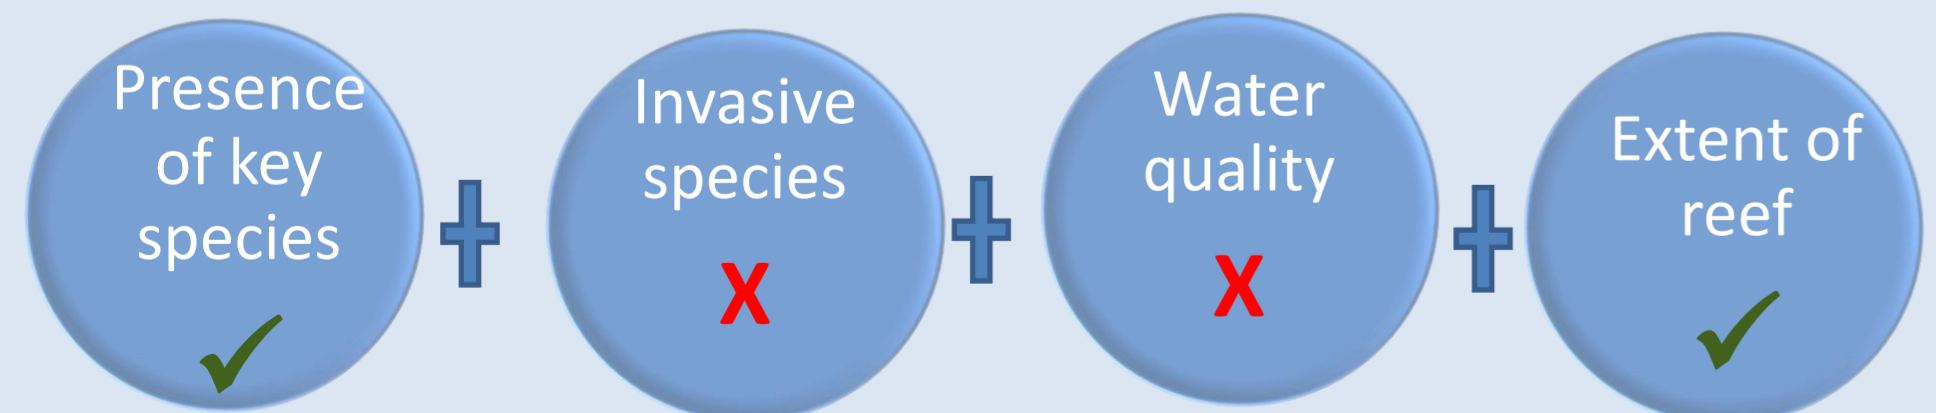 Presence
of key
species
Invasive
species
X
Water
quality
X
Extent of
reef